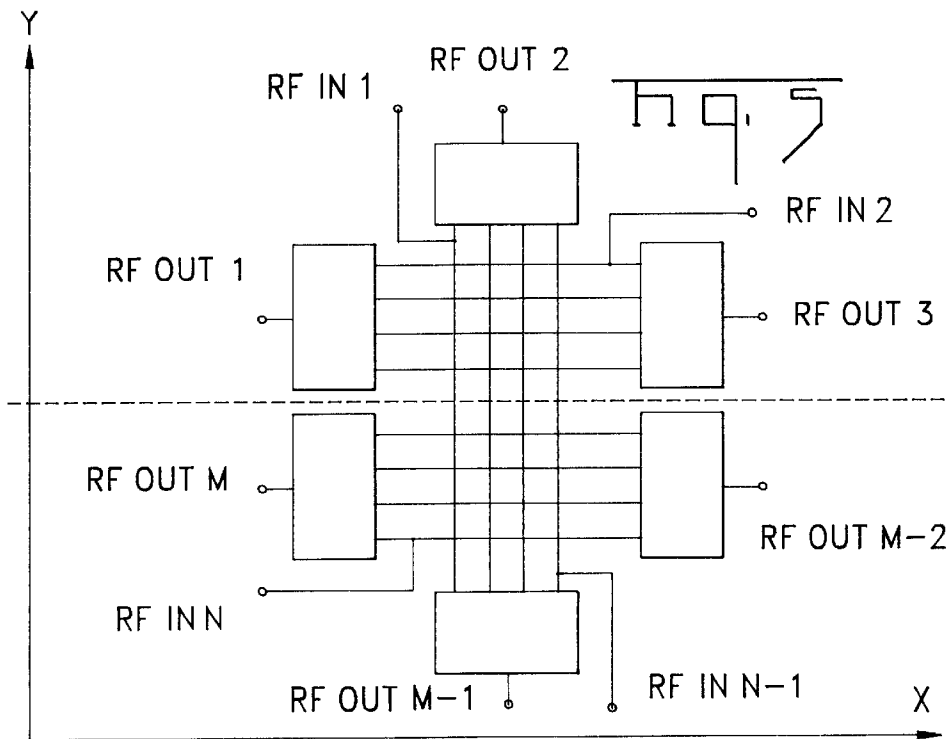 Y
RF OUT 2
RF IN 1
Fig. 5
RF IN 2
RF OUT 1
RF OUT 3
RF OUT M
RF OUT M-2
RF IN N
RF IN N-1
RF OUT M-1
X